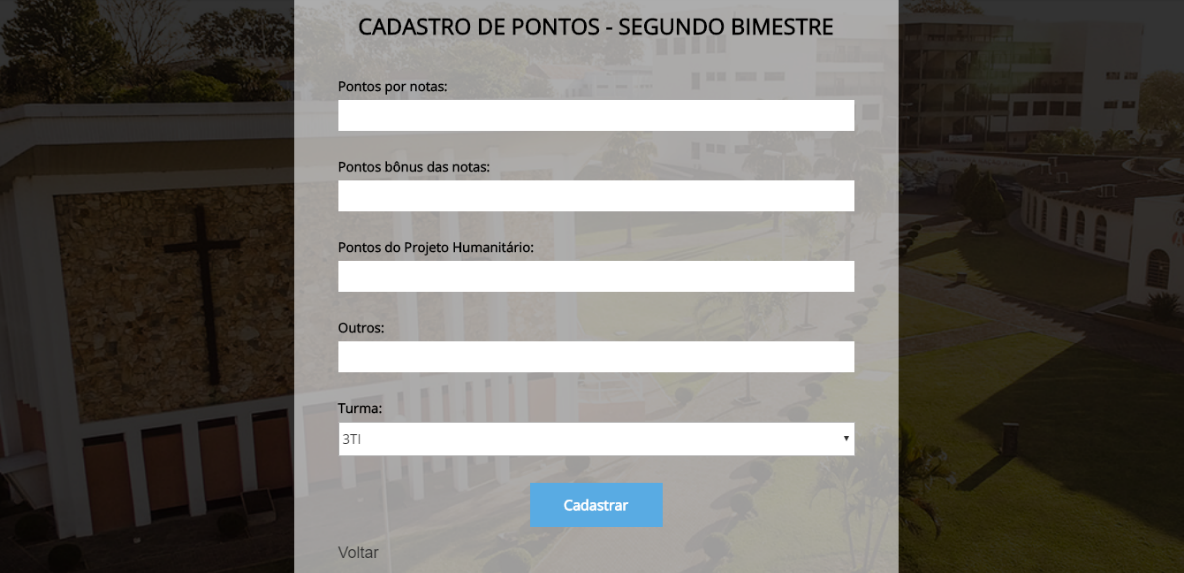 CADASTRO DE PONTOS - SEGUNDO BIMESTRE
Pontos por notas:
Pontos bônus das notas:
Pontos do Projeto Humanitário:
Outros:
Turma:
3TI
Cadastrar
Voltar